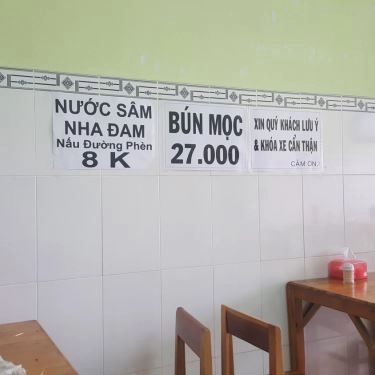 NƯỚC SÂM
NHA ĐAM
Nấu Đường Phèn
8 K
BÚN MỌC
27.000
XIN QUÝ KHÁCH LƯU Ý
& KHÓA XE CẨN THẬN
CẢM ƠN